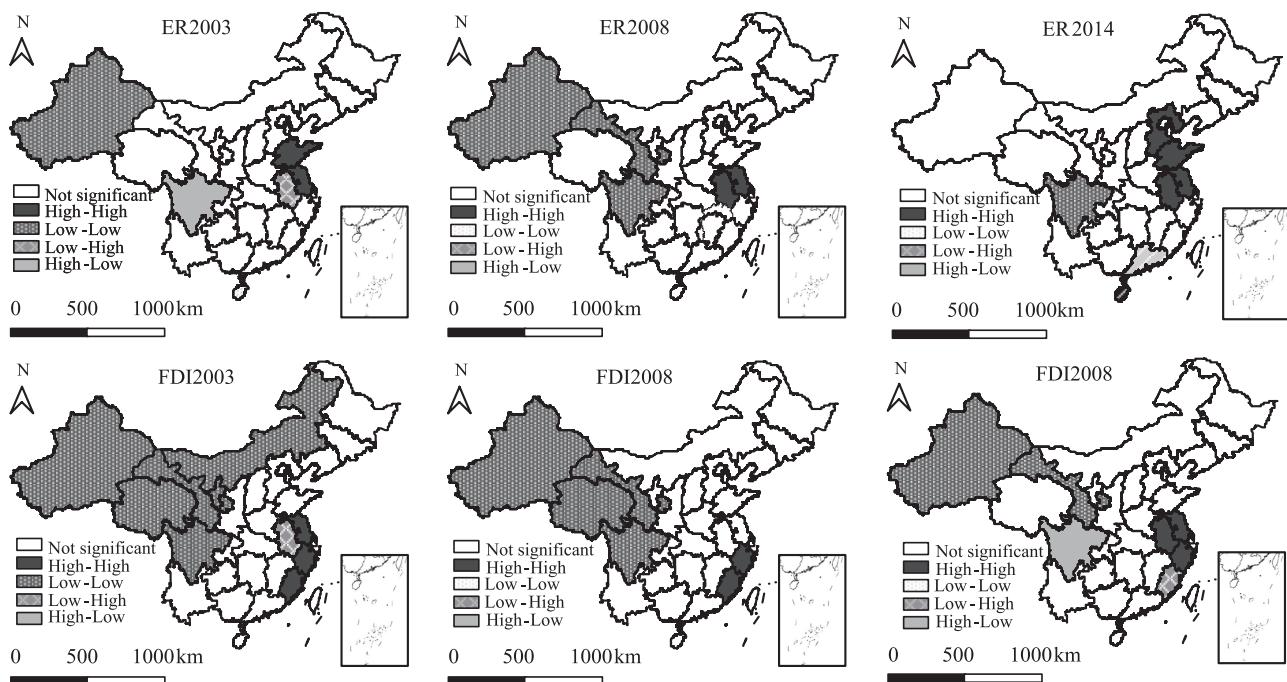 N
ER2003
Not significant
High-High
Low-Low
Low-High
High-Low
0 500 1000km
N
ER2008
Not significant
High-High
Low-Low
Low-High
High-Low
0 500 1000km
N
ER2014
Not significant
High-High
Low-Low
Low-High
High-Low
0 500 1000km
N
FDI2003
Not significant
High-High
Low-Low
Low-High
High-Low
0 500 1000km
N
FDI2008
Not significant
High-High
Low-Low
Low-High
High-Low
0 500 1000km
N
FDI2008
Not significant
High-High
Low-Low
Low-High
High-Low
0 500 1000km